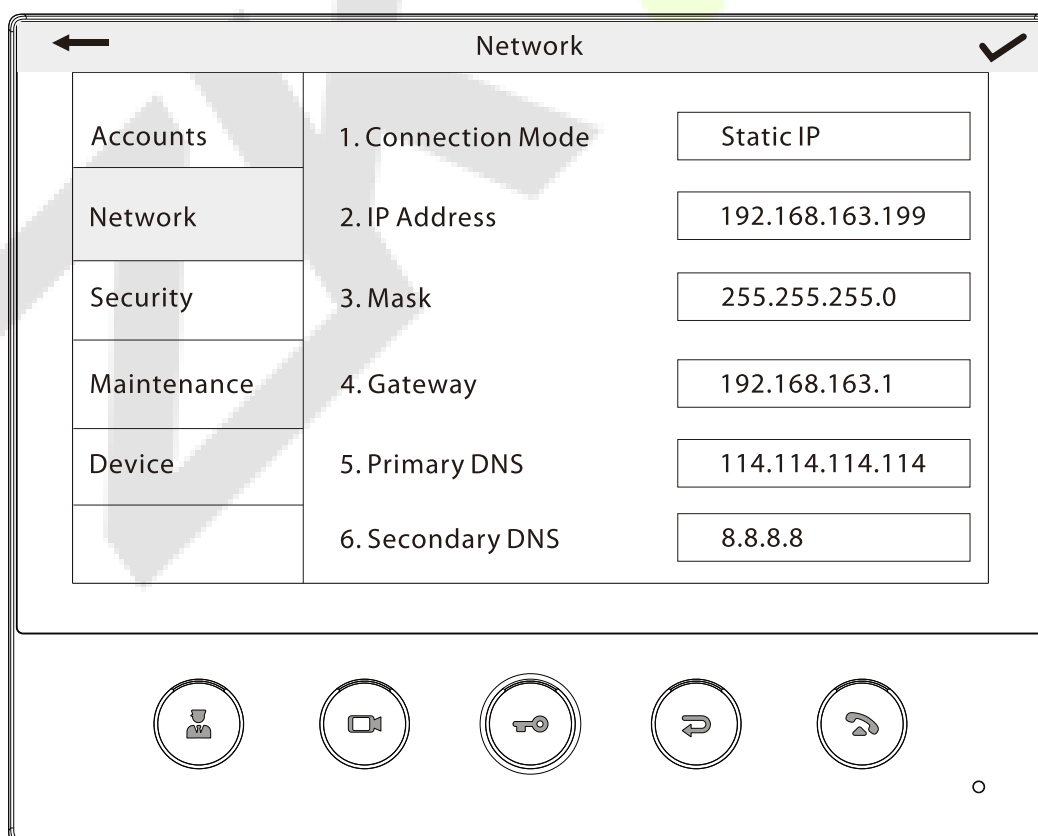 Network
Accounts
Network
Security
Maintenance
Device
1. Connection Mode
Static IP
2. IP Address
192.168.163.199
3. Mask
255.255.255.0
4. Gateway
192.168.163.1
5. Primary DNS
114.114.114.114
6. Secondary DNS
8.8.8.8